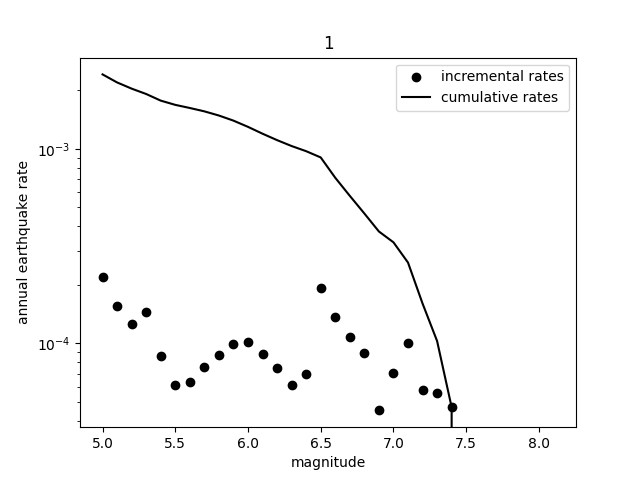 1
incremental rates
cumulative rates
annual earthquake rate
10⁻³
10⁻⁴
5.0 5.5 6.0 6.5 7.0 7.5 8.0
magnitude